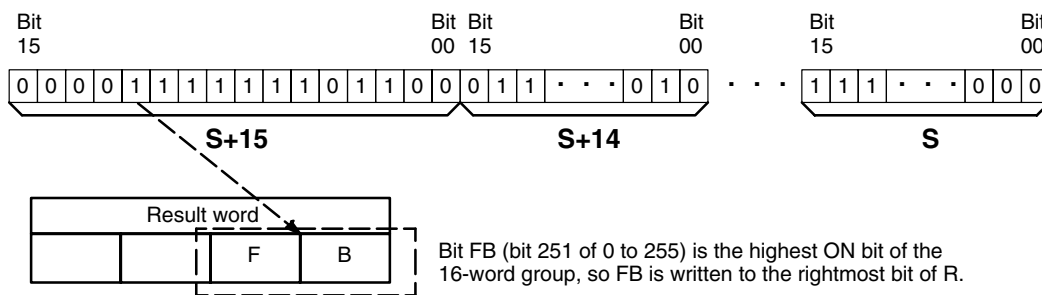 Bit Bit Bit Bit Bit Bit
15 00 15 00 15 00
0 0 0 0 1 1 1 1 1 1 1 0 1 1 0 0 0 1 1 · · · 0 1 0 · · · 1 1 1 · · · 0 0 0
S+15 S+14 S
Result word
F B
Bit FB (bit 251 of 0 to 255) is the highest ON bit of the
16-word group, so FB is written to the rightmost bit of R.